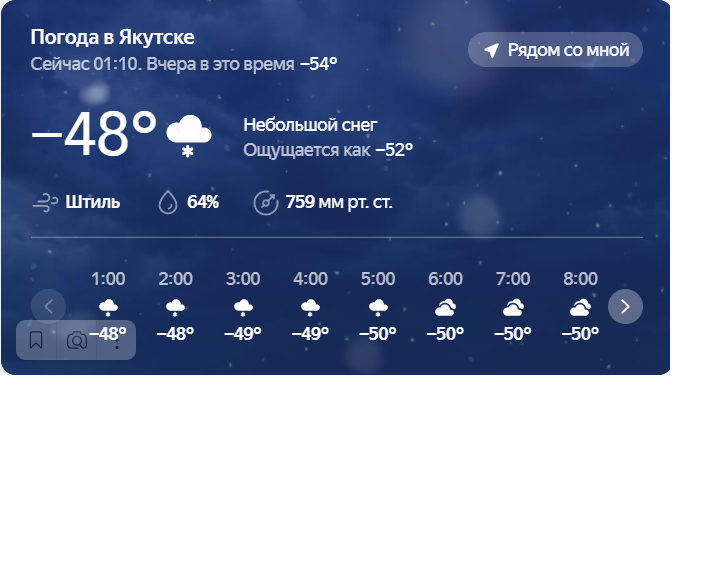 Погода в Якутске
Сейчас 01:10. Вчера в это время −54°
Рядом со мной
−48°
Небольшой снег
Ощущается как −52°
Штиль 64% 759 мм рт. ст.
1:00 2:00 3:00 4:00 5:00 6:00 7:00 8:00
−48° −48° −49° −49° −50° −50° −50° −50°